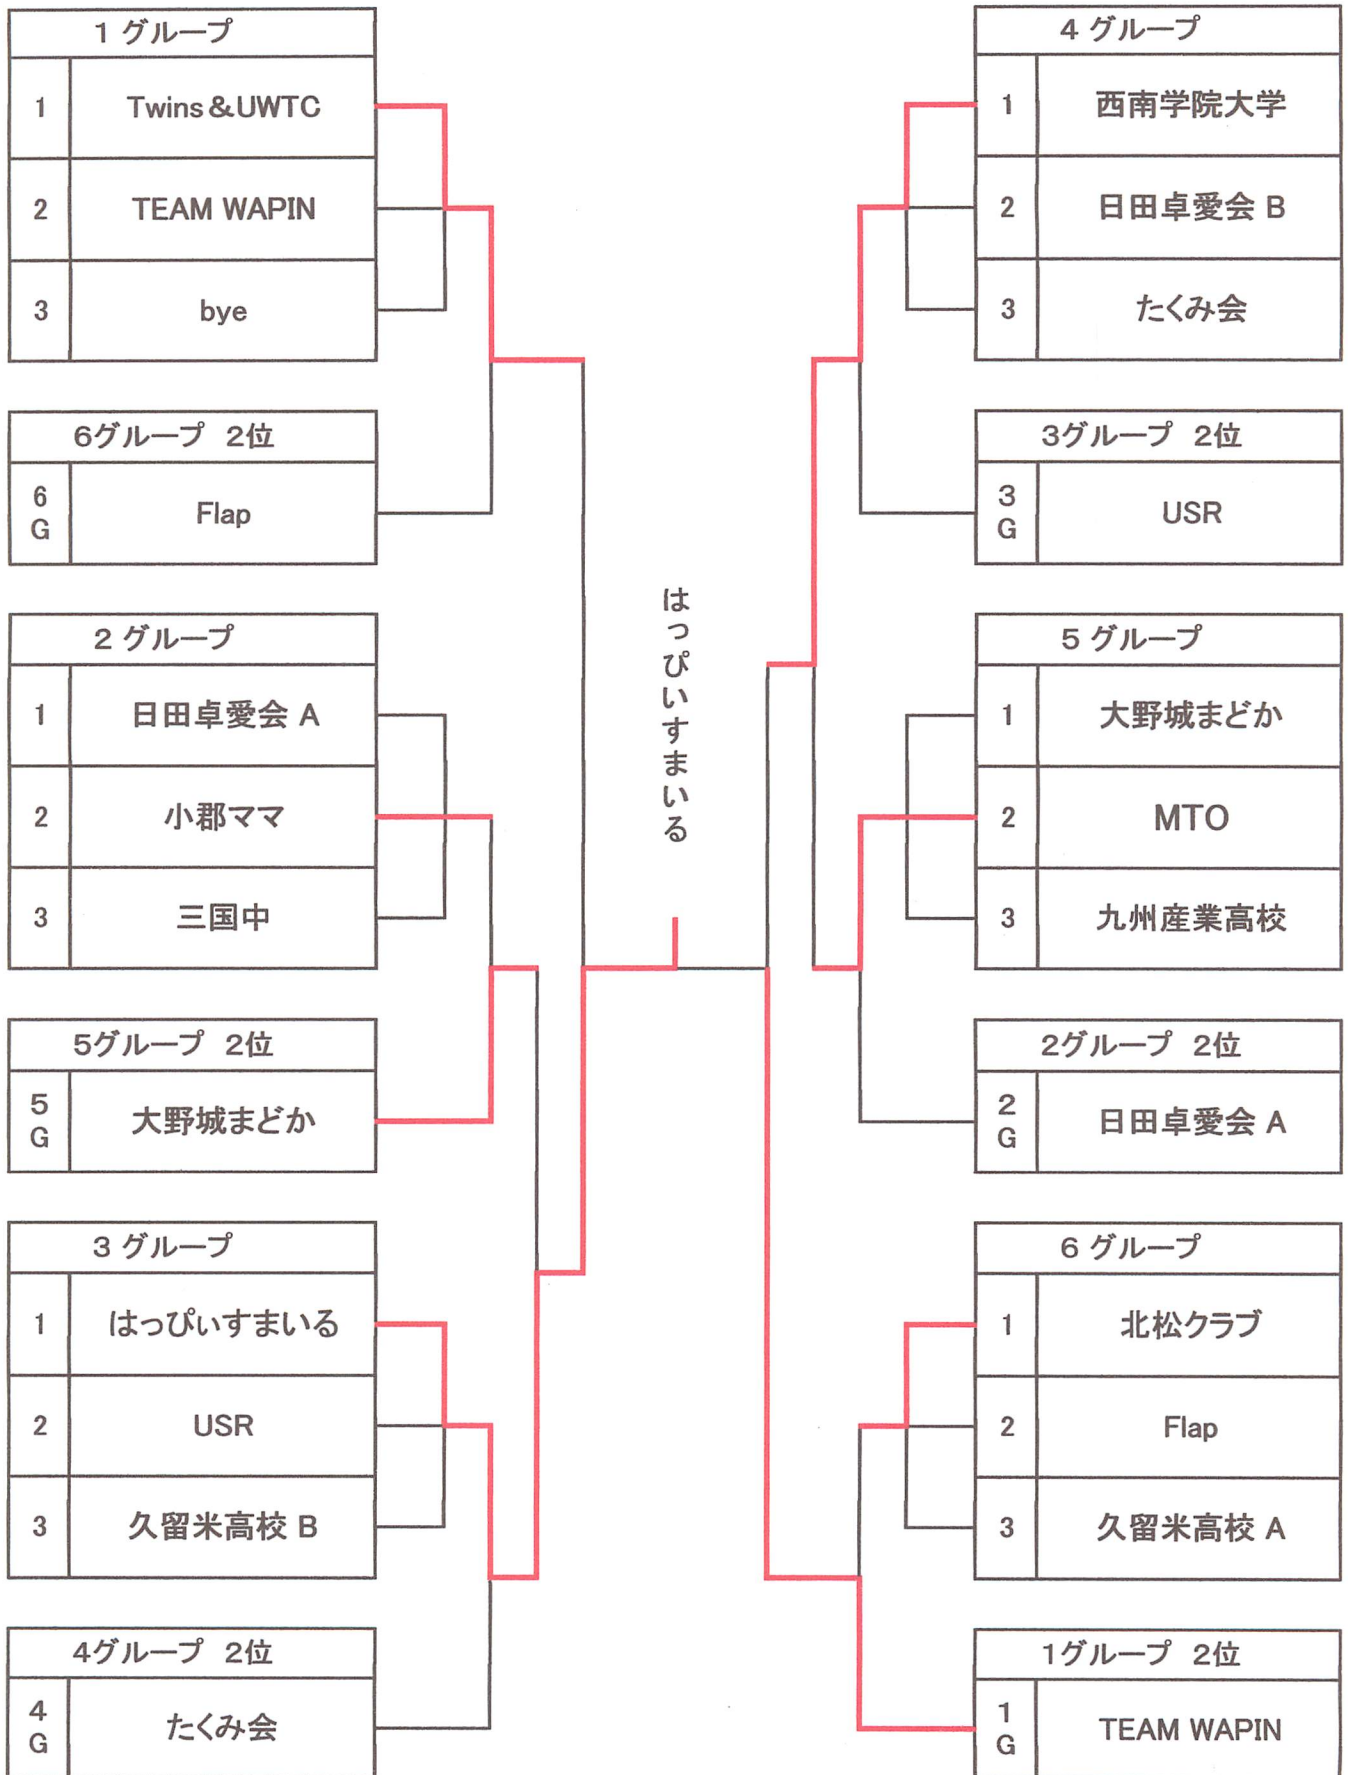 1 グループ
1 Twins&UWTC
2 TEAM WAPIN
3 bye
6グループ 2位
6G Flap
2 グループ
1 日田卓愛会 A
2 小郡ママ
3 三国中
5グループ 2位
5G 大野城まどか
3 グループ
1 はっぴぃすまいる
2 USR
3 久留米高校 B
4グループ 2位
4G たくみ会
はっぴいすまいる
4 グループ
1 西南学院大学
2 日田卓愛会 B
3 たくみ会
3グループ 2位
3G USR
5 グループ
1 大野城まどか
2 MTO
3 九州産業高校
2グループ 2位
2G 日田卓愛会 A
6 グループ
1 北松クラブ
2 Flap
3 久留米高校 A
1グループ 2位
1G TEAM WAPIN